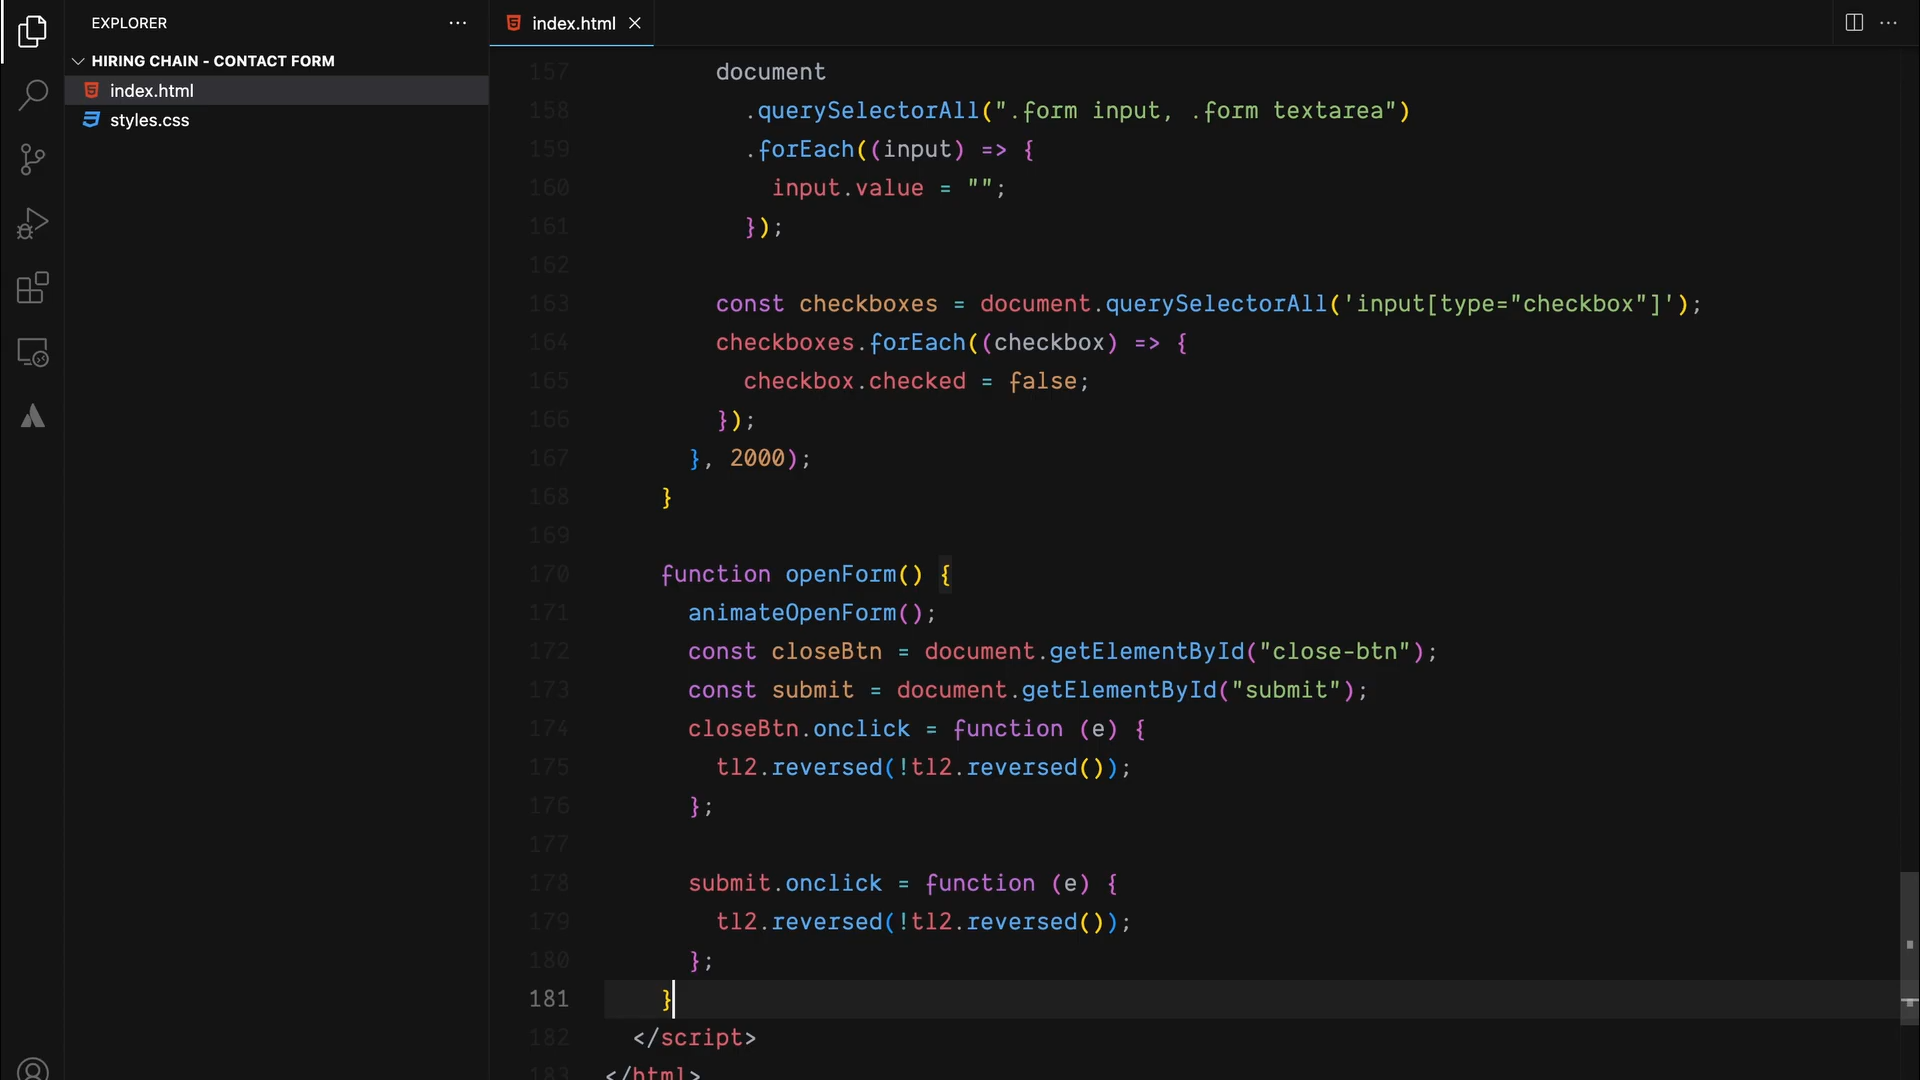 EXPLORER
HIRING CHAIN - CONTACT FORM
index.html
styles.css
index.html
157 document
158 .querySelectorAll(".form input, .form textarea")
159 .forEach((input) => {
160 input.value = "";
161 });
162
163 const checkboxes = document.querySelectorAll('input[type="checkbox"]');
164 checkboxes.forEach((checkbox) => {
165 checkbox.checked = false;
166 });
167 }, 2000);
168 }
169
170 function openForm() {
171 animateOpenForm();
172 const closeBtn = document.getElementById("close-btn");
173 const submit = document.getElementById("submit");
174 closeBtn.onclick = function (e) {
175 tl2.reversed(!tl2.reversed());
176 };
177
178 submit.onclick = function (e) {
179 tl2.reversed(!tl2.reversed());
180 };
181 }
182 </script>
183 </html>